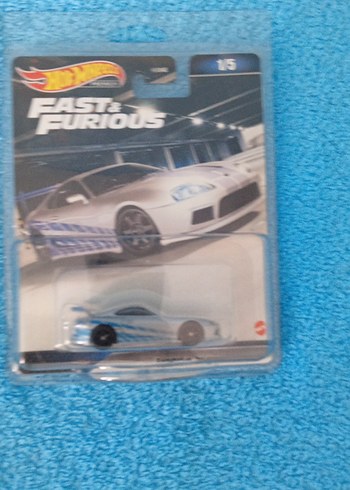 HOT WHEELS
1/5
FAST &
FURIOUS